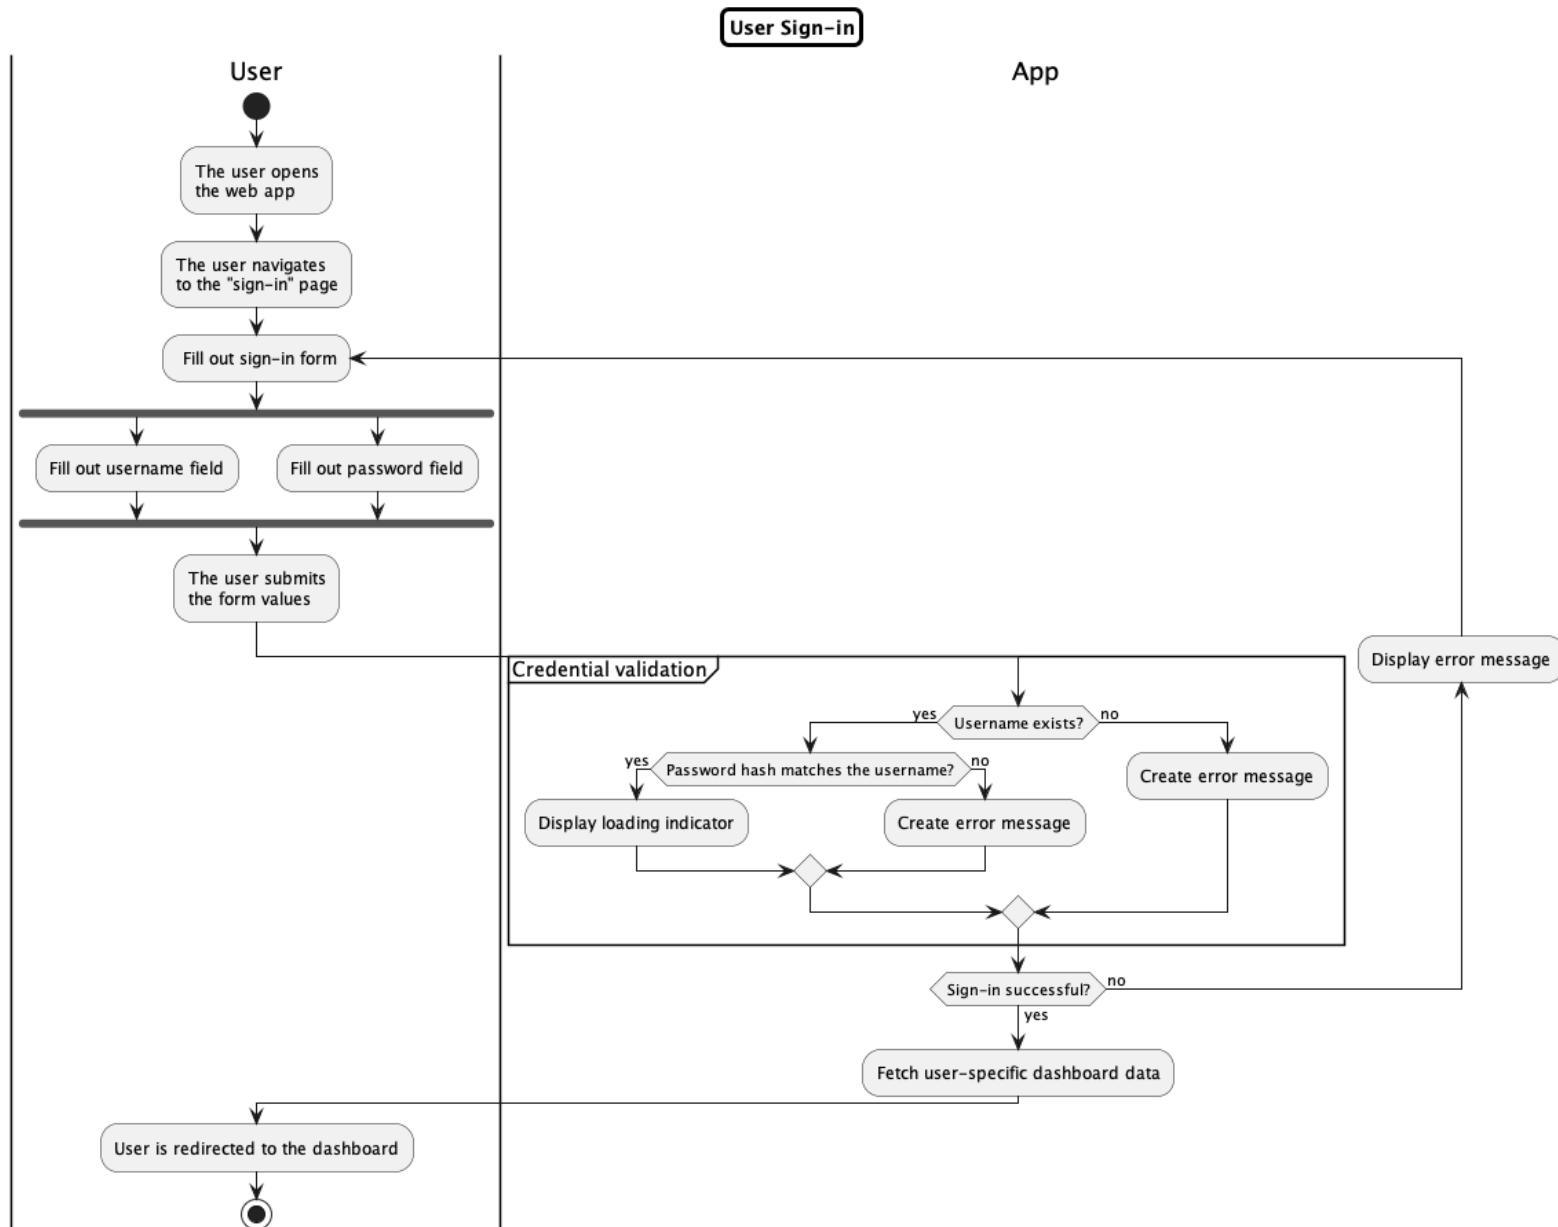 User Sign-in
User
App
The user opens
the web app
The user navigates
to the "sign-in" page
Fill out sign-in form
Fill out username field
Fill out password field
The user submits
the form values
Credential validation
Display error message
yes
Username exists?
no
yes
Password hash matches the username?
no
Create error message
Display loading indicator
Create error message
Sign-in successful?
no
yes
Fetch user-specific dashboard data
User is redirected to the dashboard